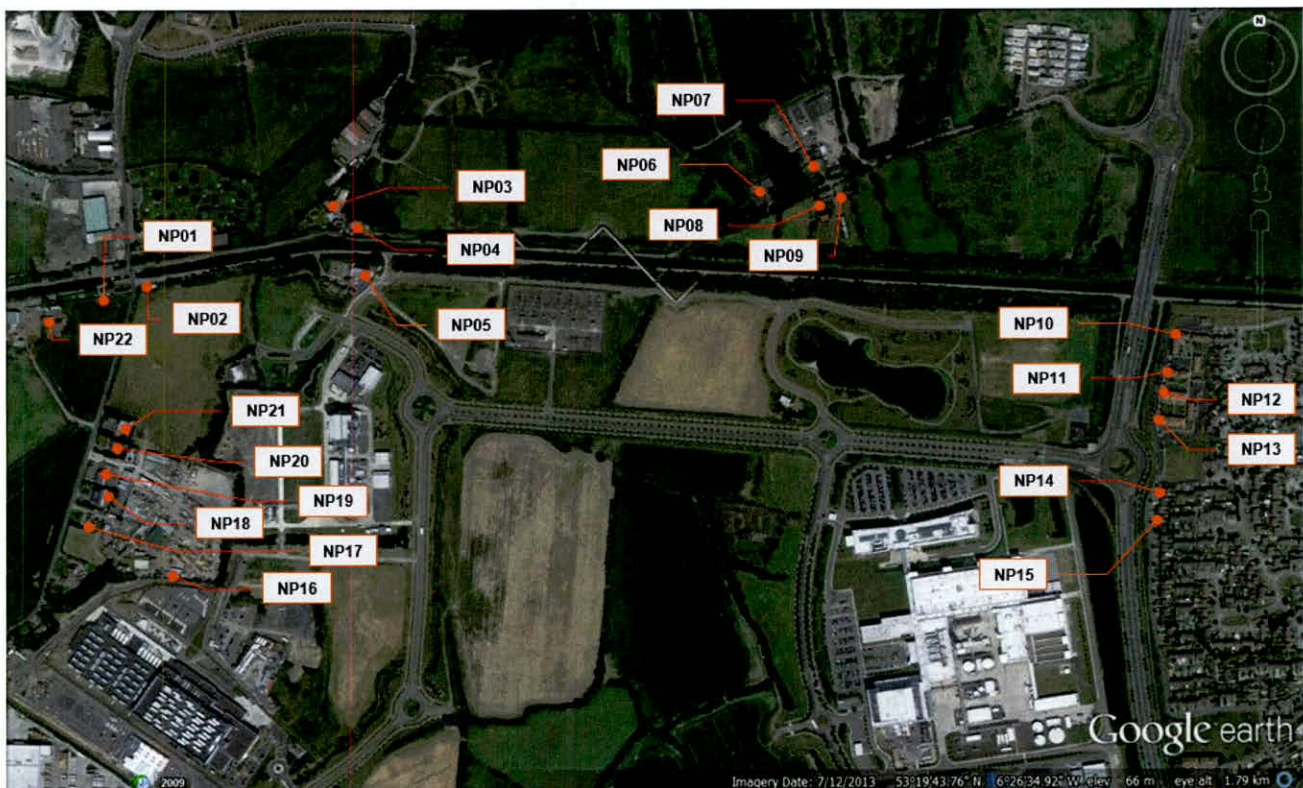 N
NP07
NP06
NP03
NP08
NP01
NP04
NP09
NP02
NP05
NP10
NP22
NP11
NP12
NP21
NP13
NP20
NP14
NP19
NP18
NP17
NP15
NP16
Google earth
2009
Imagery Date: 7/12/2013 53°19'43.76" N 6°26'34.92" W elev 66 m eye alt 1.79 km